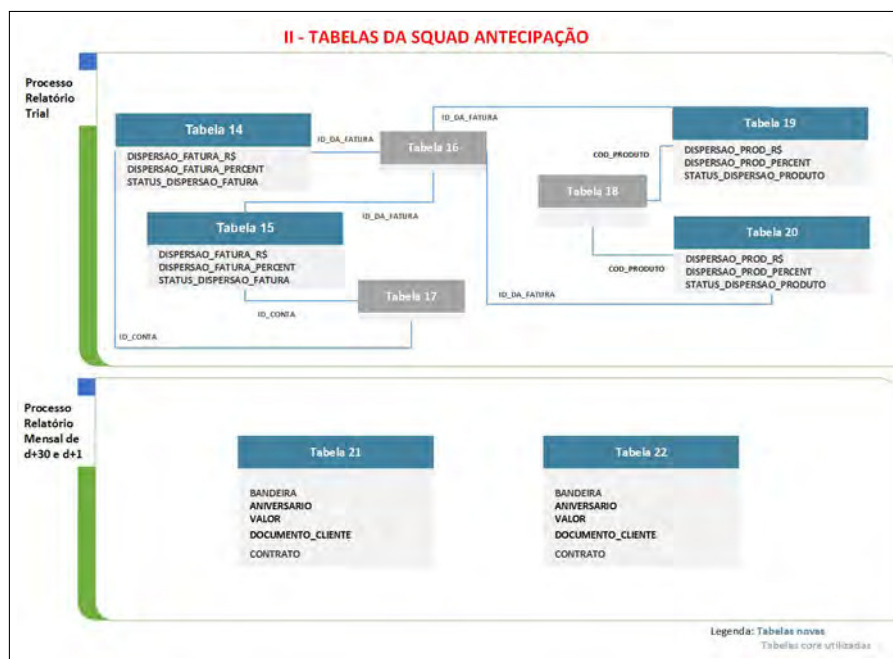 II - TABELAS DA SQUAD ANTECIPAÇÃO
Processo
Relatório
Trial
Tabela 14
DISPERSAO_FATURA_R$
DISPERSAO_FATURA_PERCENT
STATUS_DISPERSAO_FATURA
ID_DA_FATURA
Tabela 16
ID_DA_FATURA
Tabela 19
DISPERSAO_PROD_R$
DISPERSAO_PROD_PERCENT
STATUS_DISPERSAO_PRODUTO
COD_PRODUTO
Tabela 18
ID_DA_FATURA
Tabela 15
DISPERSAO_FATURA_R$
DISPERSAO_FATURA_PERCENT
STATUS_DISPERSAO_FATURA
Tabela 20
DISPERSAO_PROD_R$
DISPERSAO_PROD_PERCENT
STATUS_DISPERSAO_PRODUTO
COD_PRODUTO
Tabela 17
ID_DA_FATURA
ID_CONTA
ID_CONTA
Processo
Relatório
Mensal de
d+30 e d+1
Tabela 21
BANDEIRA
ANIVERSARIO
VALOR
DOCUMENTO_CLIENTE
CONTRATO
Tabela 22
BANDEIRA
ANIVERSARIO
VALOR
DOCUMENTO_CLIENTE
CONTRATO
Legenda: Tabelas novas
Tabelas core utilizadas